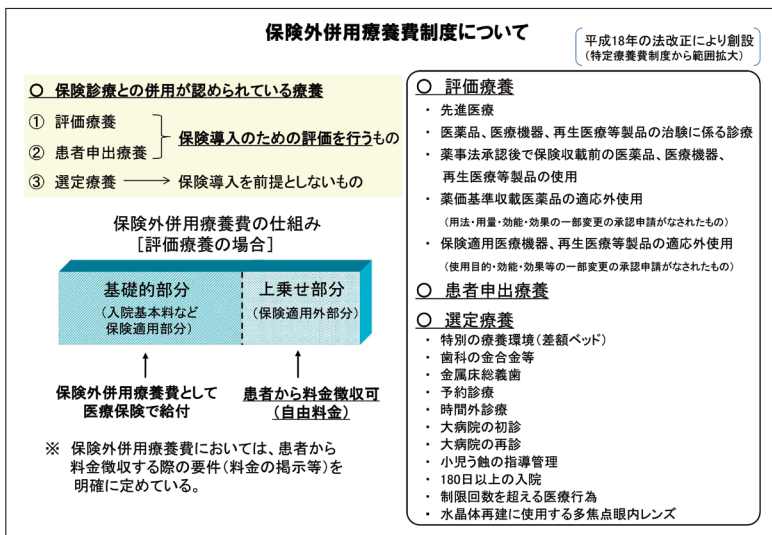 保険外併用療養費制度について
平成18年の法改正により創設
(特定療養費制度から範囲拡大)
○ 保険診療との併用が認められている療養
① 評価療養
② 患者申出療養
保険導入のための評価を行うもの
③ 選定療養 → 保険導入を前提としないもの
保険外併用療養費の仕組み
[評価療養の場合]
基礎的部分
(入院基本料など
保険適用部分)
上乗せ部分
(保険適用外部分)
保険外併用療養費として
医療保険で給付
患者から料金徴収可
(自由料金)
※ 保険外併用療養費においては、患者から
料金徴収する際の要件(料金の掲示等)を
明確に定めている。
○ 評価療養
・ 先進医療
・ 医薬品、医療機器、再生医療等製品の治験に係る診療
・ 薬事法承認後で保険収載前の医薬品、医療機器、
再生医療等製品の使用
・ 薬価基準収載医薬品の適応外使用
(用法・用量・効能・効果の一部変更の承認申請がなされたもの)
・ 保険適用医療機器、再生医療等製品の適応外使用
(使用目的・効能・効果等の一部変更の承認申請がなされたもの)
○ 患者申出療養
○ 選定療養
・ 特別の療養環境(差額ベッド)
・ 歯科の金合金等
・ 金属床総義歯
・ 予約診療
・ 時間外診療
・ 大病院の初診
・ 大病院の再診
・ 小児う蝕の指導管理
・ 180日以上の入院
・ 制限回数を超える医療行為
・ 水晶体再建に使用する多焦点眼内レンズ